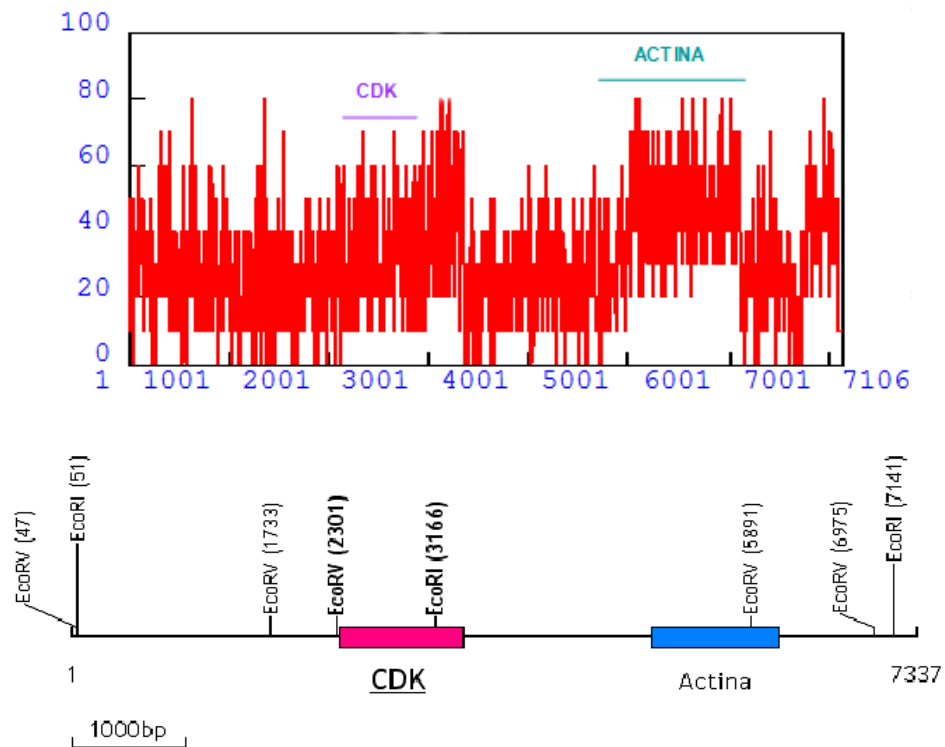 100
ACTINA
CDK
80
60
40
20
0
1 1001 2001 3001 4001 5001 6001 7001 7106
EcoRV (47)
EcoRI (51)
EcoRV (1733)
EcoRV (2301)
EcoRI (3166)
EcoRV (5891)
EcoRV (6975)
EcoRI (7141)
1
CDK
Actina
7337
1000bp